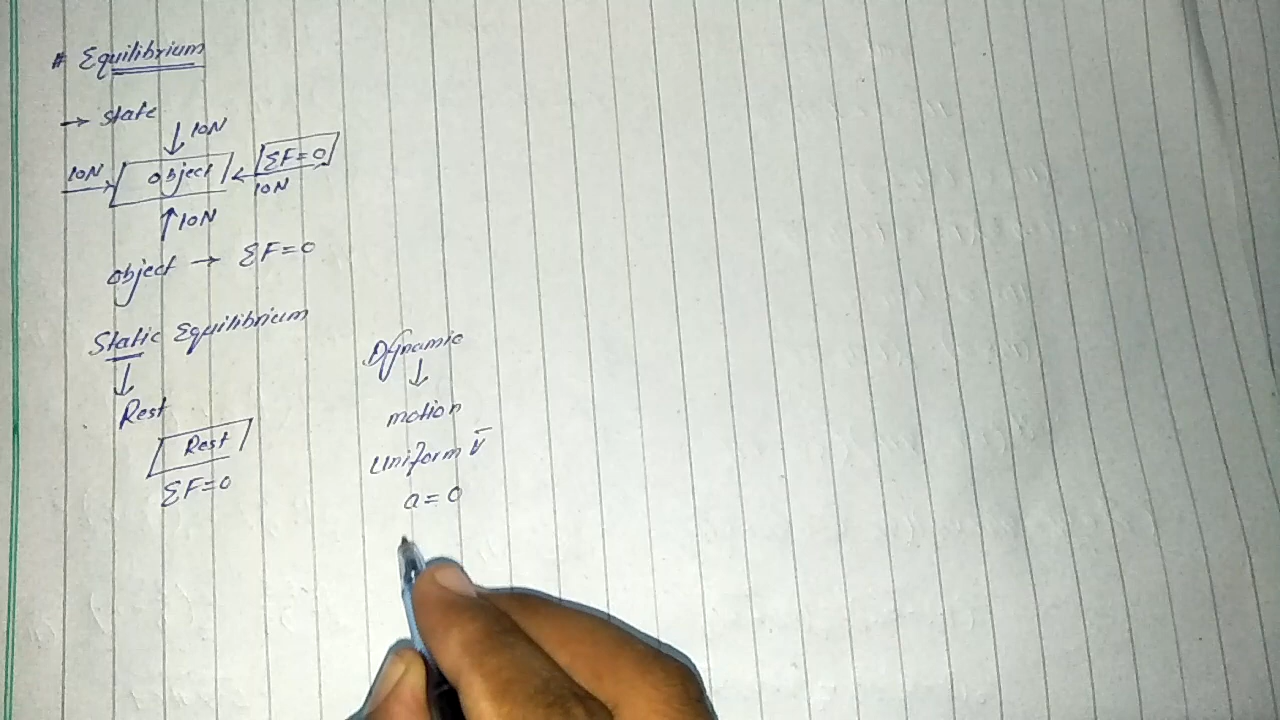 # Equilibrium
→ State
↓ 10N
10N → object ← 10N ΣF=0
↑ 10N
object → ΣF=0
Static Equilibrium
↓
Rest
Rest
ΣF=0
Dynamic
↓
motion
uniform v̄
a=0